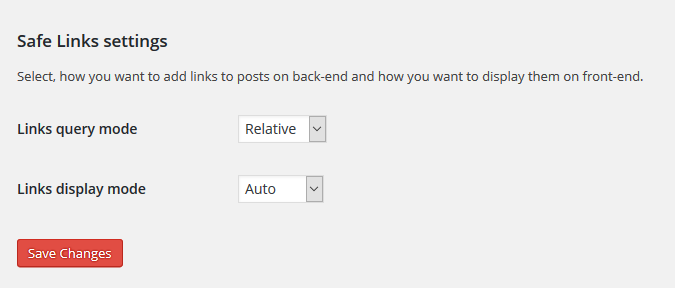 Safe Links settings
Select, how you want to add links to posts on back-end and how you want to display them on front-end.
Links query mode Relative
Links display mode Auto
Save Changes